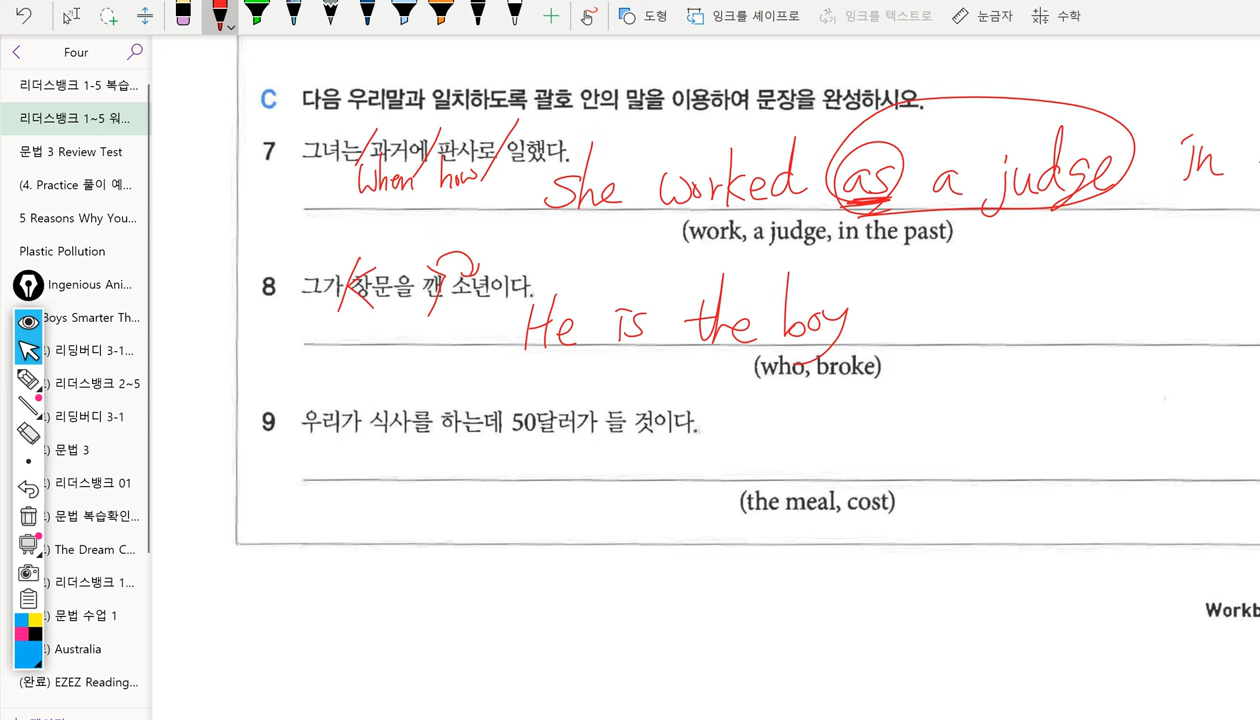 도형
잉크를 셰이프로
잉크를 텍스트로
눈금자
수학
Four
리더스뱅크 1-5 복습...
리더스뱅크 1~5 워...
문법 3 Review Test
(4. Practice 풀이 예...
5 Reasons Why You...
Plastic Pollution
Ingenious Ani...
Boys Smarter Th...
) 리딩버디 3-1...
) 리더스뱅크 2~5
) 리딩버디 3-1
) 문법 3
) 리더스뱅크 01
) 문법 복습확인...
) The Dream C...
) 리더스뱅크 1...
) 문법 수업 1
) Australia
(완료) EZEZ Reading...
C 다음 우리말과 일치하도록 괄호 안의 말을 이용하여 문장을 완성하시오.
7 그녀는 과거에 판사로 일했다.
when how
She worked as a judge in
(work, a judge, in the past)
8 그가 창문을 깬 소년이다.
He is the boy
(who, broke)
9 우리가 식사를 하는데 50달러가 들 것이다.
(the meal, cost)